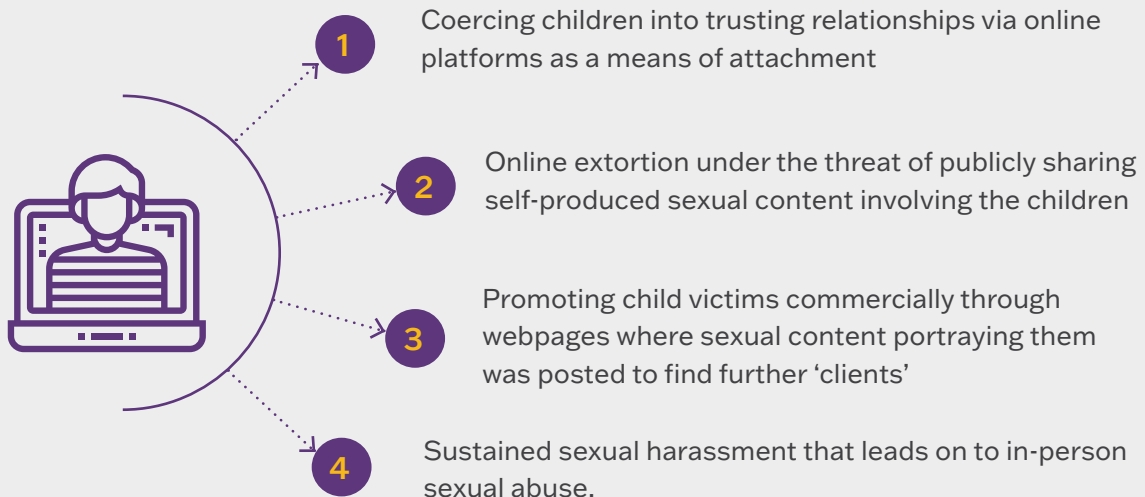 1
Coercing children into trusting relationships via online
platforms as a means of attachment
2
Online extortion under the threat of publicly sharing
self-produced sexual content involving the children
3
Promoting child victims commercially through
webpages where sexual content portraying them
was posted to find further ‘clients’
4
Sustained sexual harassment that leads on to in-person
sexual abuse.